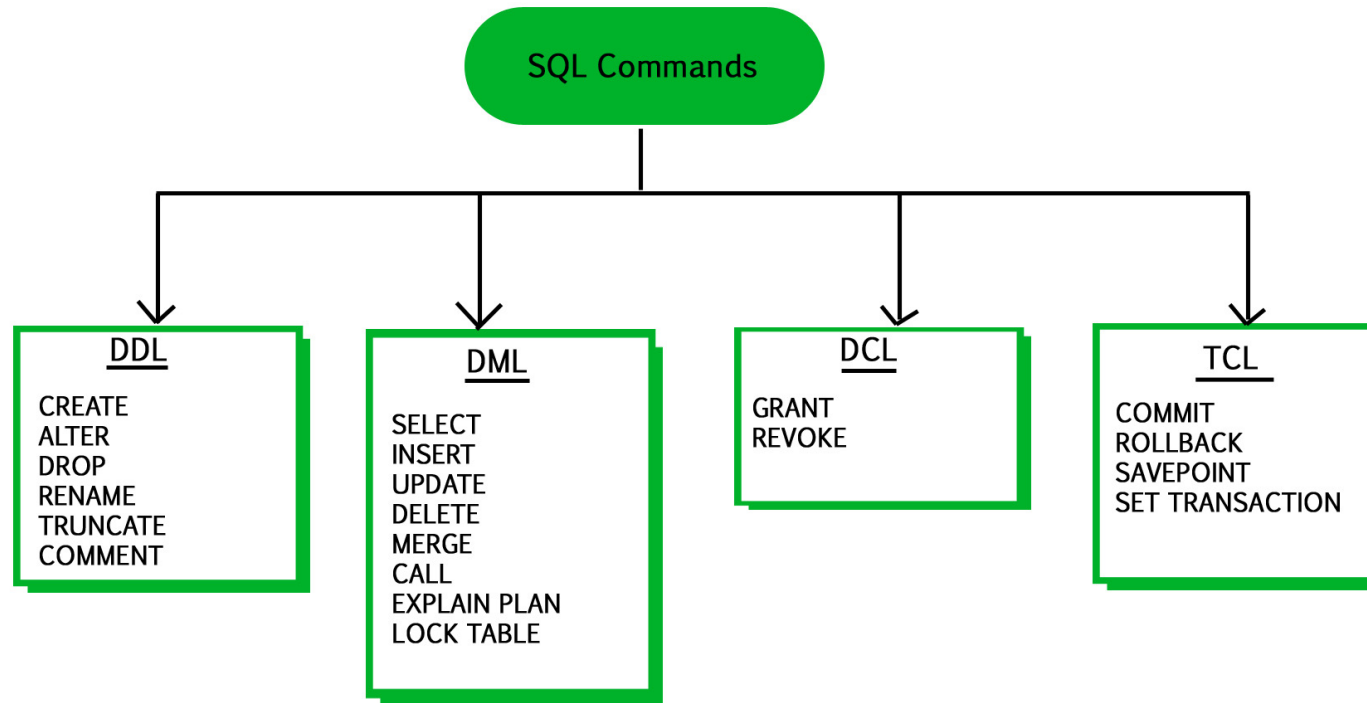 SQL Commands
DDL
CREATE
ALTER
DROP
RENAME
TRUNCATE
COMMENT
DML
SELECT
INSERT
UPDATE
DELETE
MERGE
CALL
EXPLAIN PLAN
LOCK TABLE
DCL
GRANT
REVOKE
TCL
COMMIT
ROLLBACK
SAVEPOINT
SET TRANSACTION